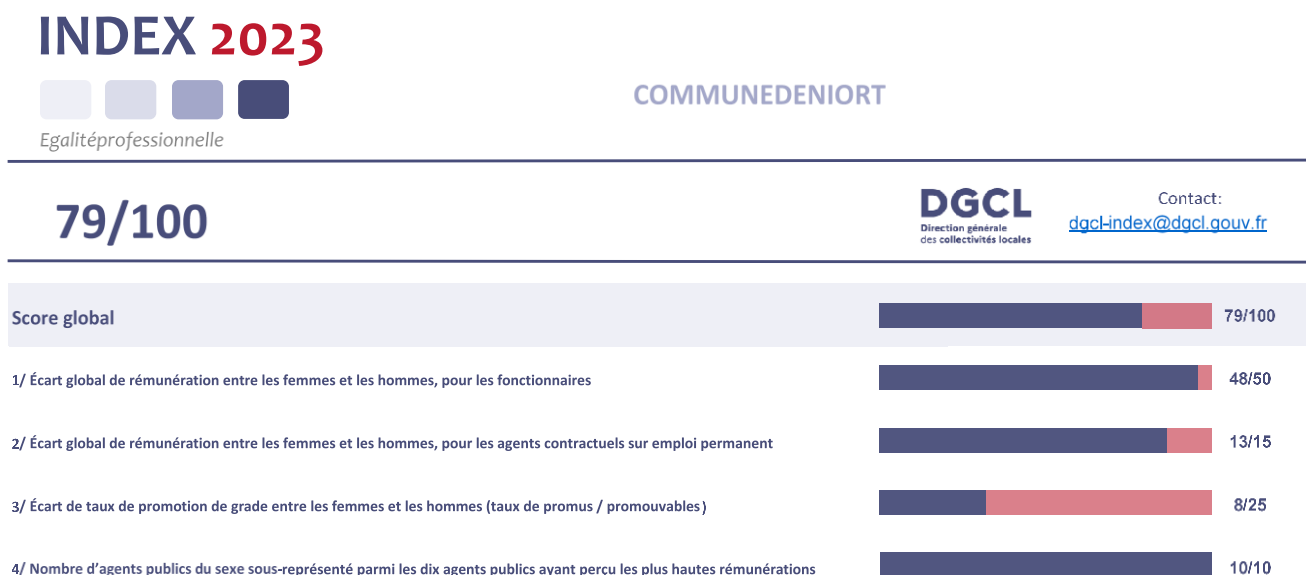 INDEX 2023
COMMUNEDENIORT
Egalitéprofessionnelle
79/100
DGCL
Direction générale
des collectivités locales
Contact:
dgcl-index@dgcl.gouv.fr
Score global 79/100
1/ Écart global de rémunération entre les femmes et les hommes, pour les fonctionnaires 48/50
2/ Écart global de rémunération entre les femmes et les hommes, pour les agents contractuels sur emploi permanent 13/15
3/ Écart de taux de promotion de grade entre les femmes et les hommes (taux de promus / promouvables) 8/25
4/ Nombre d’agents publics du sexe sous-représenté parmi les dix agents publics ayant perçu les plus hautes rémunérations 10/10